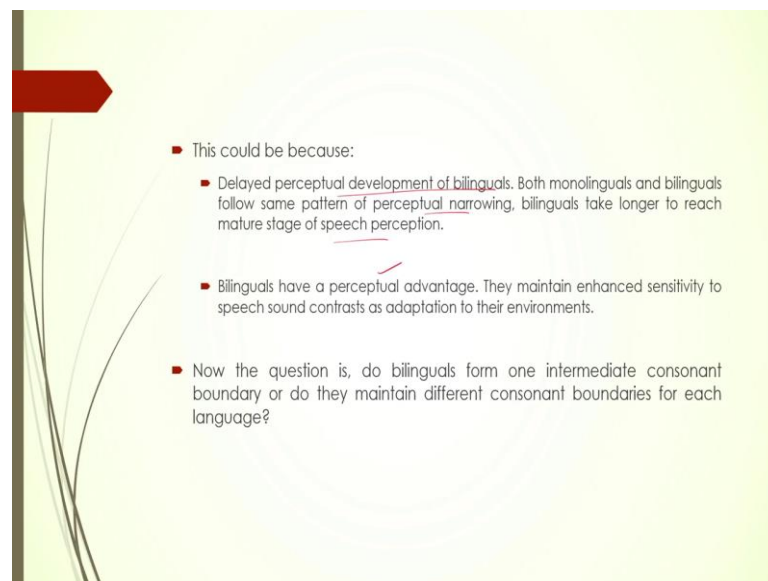 This could be because:
Delayed perceptual development of bilinguals. Both monolinguals and bilinguals
follow same pattern of perceptual narrowing, bilinguals take longer to reach
mature stage of speech perception.
Bilinguals have a perceptual advantage. They maintain enhanced sensitivity to
speech sound contrasts as adaptation to their environments.
Now the question is, do bilinguals form one intermediate consonant
boundary or do they maintain different consonant boundaries for each
language?